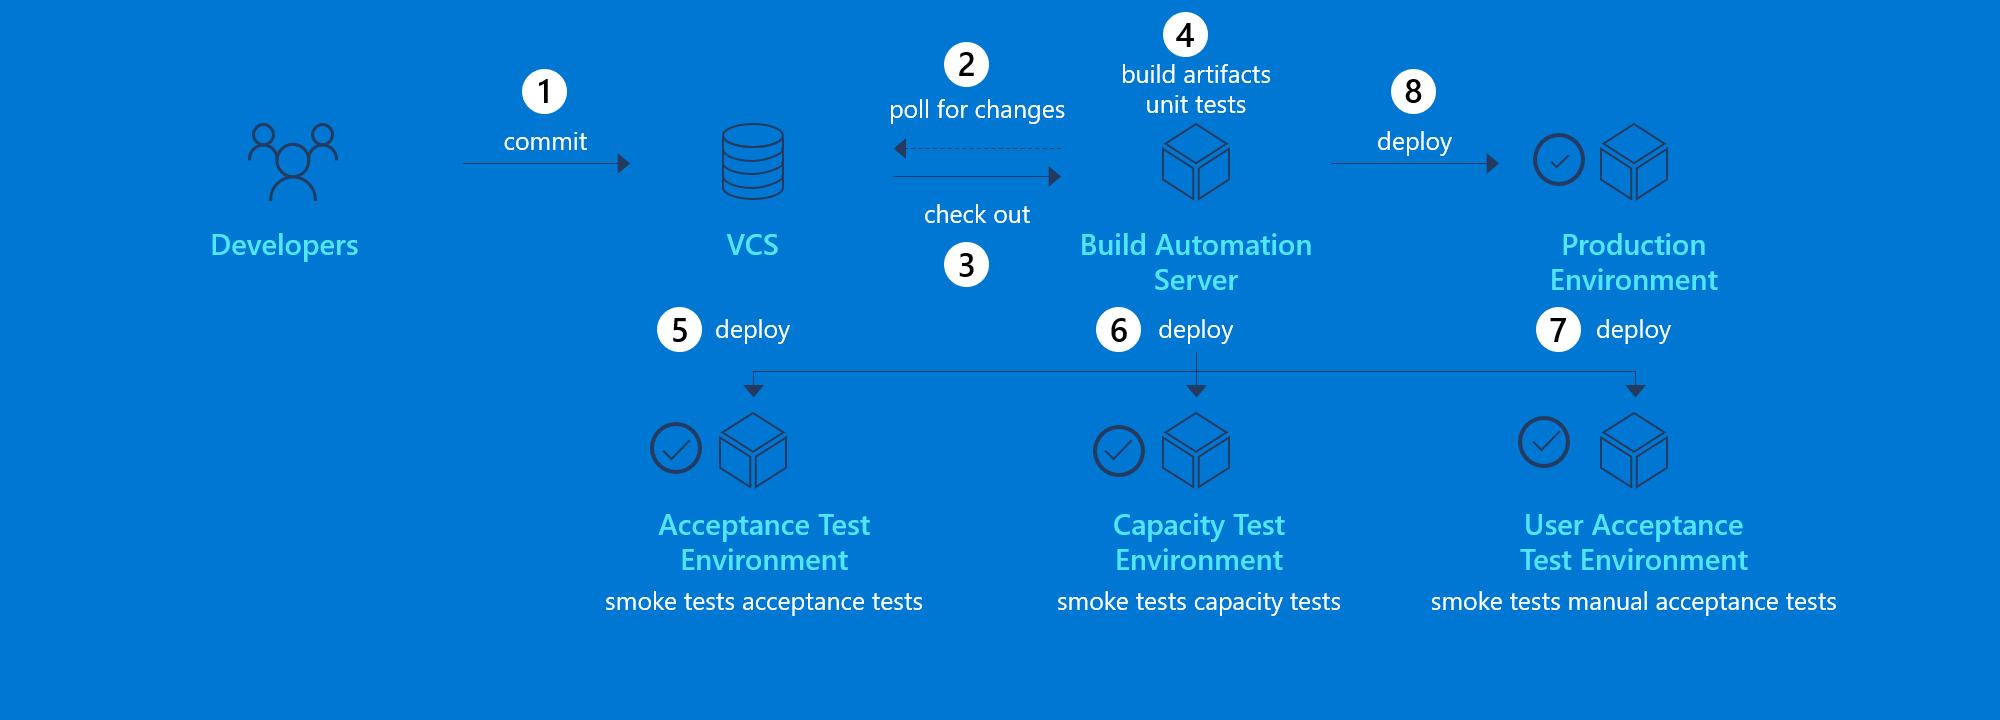 1
commit
Developers
VCS
2
poll for changes
check out
3
4
build artifacts
unit tests
Build Automation
Server
8
deploy
Production
Environment
5 deploy
6 deploy
7 deploy
Acceptance Test
Environment
smoke tests acceptance tests
Capacity Test
Environment
smoke tests capacity tests
User Acceptance
Test Environment
smoke tests manual acceptance tests